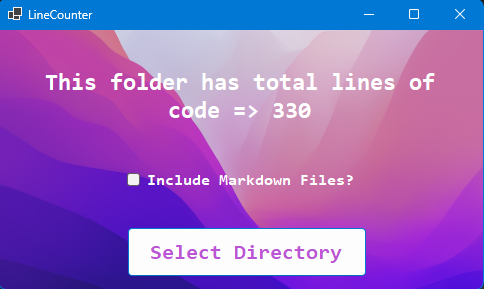 LineCounter
This folder has total lines of
code => 330
Include Markdown Files?
Select Directory